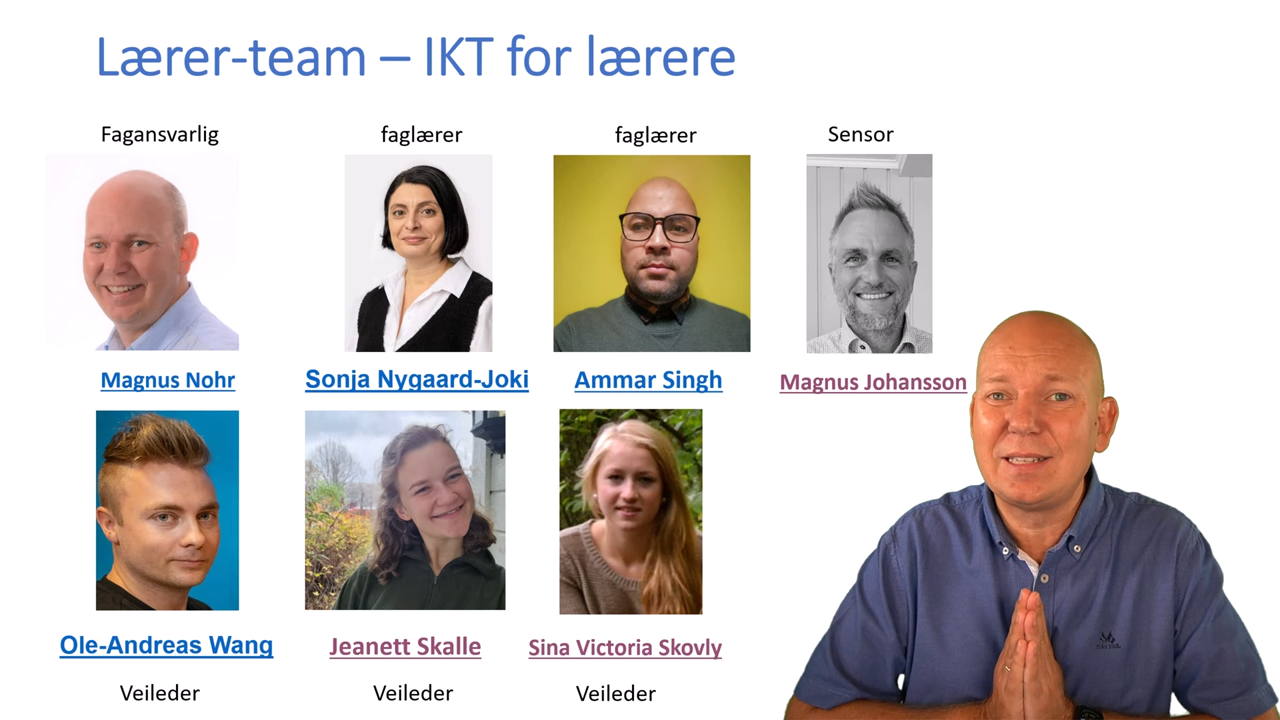 Lærer-team – IKT for lærere
Fagansvarlig
faglærer
faglærer
Sensor
Magnus Nohr
Sonja Nygaard-Joki
Ammar Singh
Magnus Johansson
Ole-Andreas Wang
Jeanett Skalle
Sina Victoria Skovly
Veileder
Veileder
Veileder